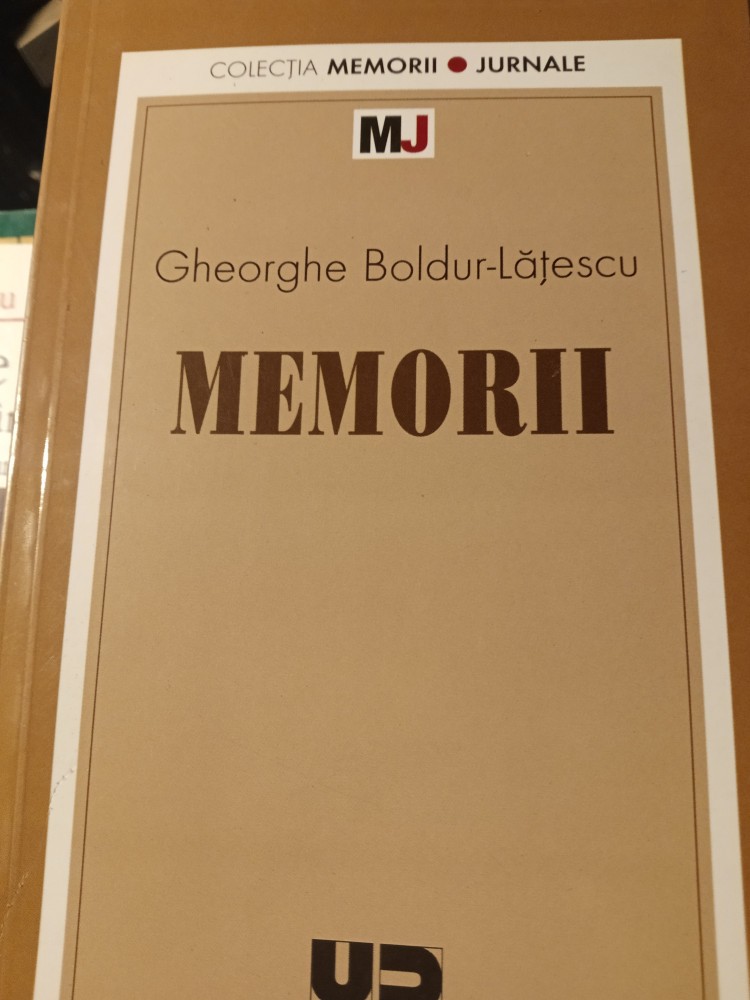 COLECȚIA MEMORII • JURNALE
MJ
Gheorghe Boldur-Lățescu
MEMORII
u
e